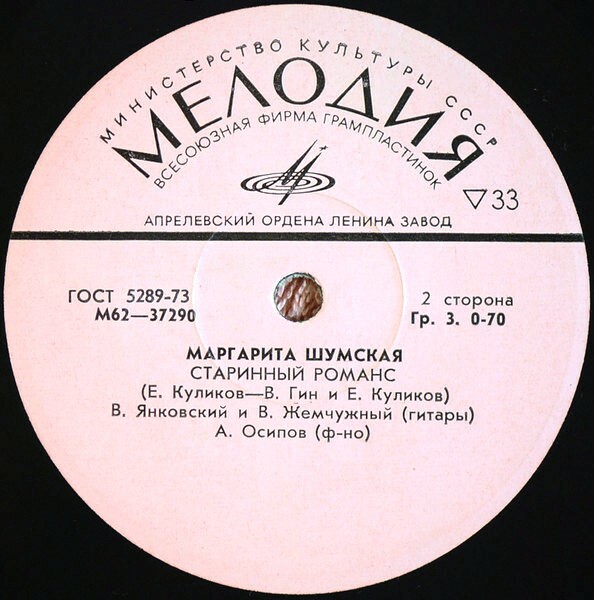 МИНИСТЕРСТВО КУЛЬТУРЫ СССР
МЕЛОДИЯ
ВСЕСОЮЗНАЯ ФИРМА ГРАМПЛАСТИНОК
▽33
АПРЕЛЕВСКИЙ ОРДЕНА ЛЕНИНА ЗАВОД
ГОСТ 5289-73
М62—37290
2 сторона
Гр. 3. 0-70
МАРГАРИТА ШУМСКАЯ
СТАРИННЫЙ РОМАНС
(Е. Куликов—В. Гин и Е. Куликов)
В. Янковский и В. Жемчужный (гитары)
А. Осипов (ф-но)